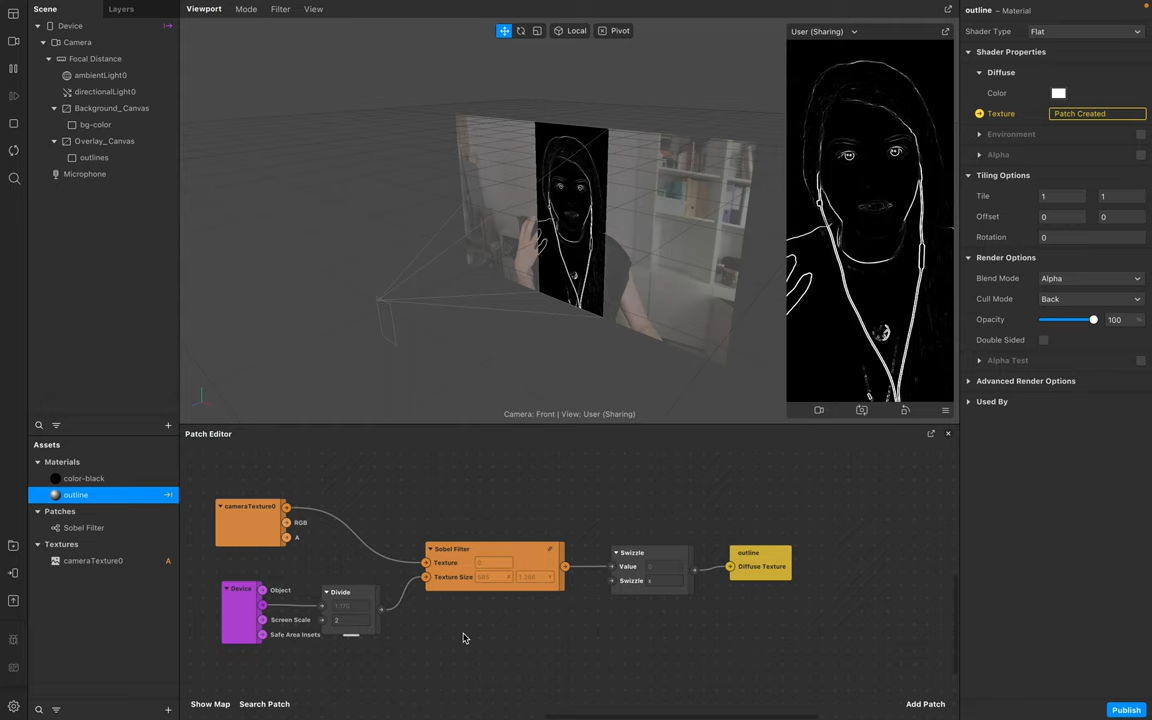 Scene
Layers
Device
Camera
Focal Distance
ambientLight0
directionalLight0
Background_Canvas
bg-color
Overlay_Canvas
outlines
Microphone
Assets
Materials
color-black
outline
Patches
Sobel Filter
Textures
cameraTexture0
A
Viewport
Mode
Filter
View
Local
Pivot
User (Sharing)
Camera: Front | View: User (Sharing)
Patch Editor
cameraTexture0
RGB
A
Device
Object
Screen Scale
Safe Area Insets
Divide
2
Sobel Filter
Texture
0
Texture Size
Swizzle
Value
0
Swizzle
x
outline
Diffuse Texture
Show Map
Search Patch
Add Patch
outline – Material
Shader Type
Flat
Shader Properties
Diffuse
Color
Texture
Patch Created
Environment
Alpha
Tiling Options
Tile
1
1
Offset
0
0
Rotation
0
Render Options
Blend Mode
Alpha
Cull Mode
Back
Opacity
100
%
Double Sided
Alpha Test
Advanced Render Options
Used By
Publish